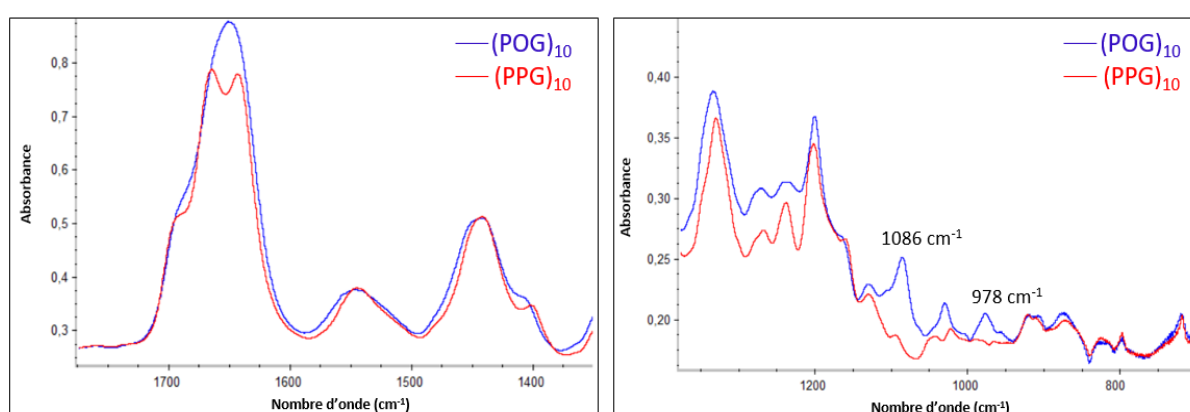 (POG)₁₀
(PPG)₁₀
0,8
0,7
0,6
0,5
0,4
0,3
Absorbance
1700
1600
1500
1400
Nombre d’onde (cm⁻¹)
(POG)₁₀
(PPG)₁₀
0,40
0,35
0,30
0,25
0,20
Absorbance
1086 cm⁻¹
978 cm⁻¹
1200
1000
800
Nombre d’onde (cm⁻¹)